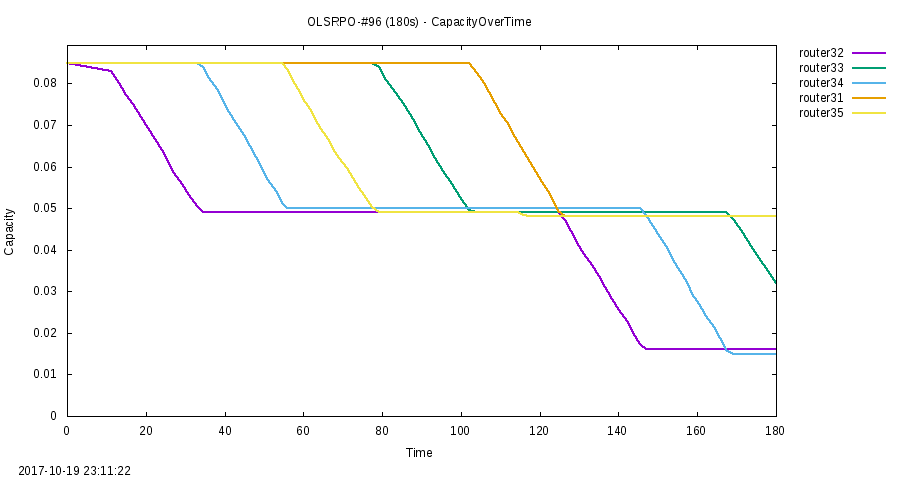 OLSRPO-#96 (180s) - CapacityOverTime
router32
router33
router34
router31
router35
Capacity
0.08
0.07
0.06
0.05
0.04
0.03
0.02
0.01
0
0 20 40 60 80 100 120 140 160 180
Time
2017-10-19 23:11:22